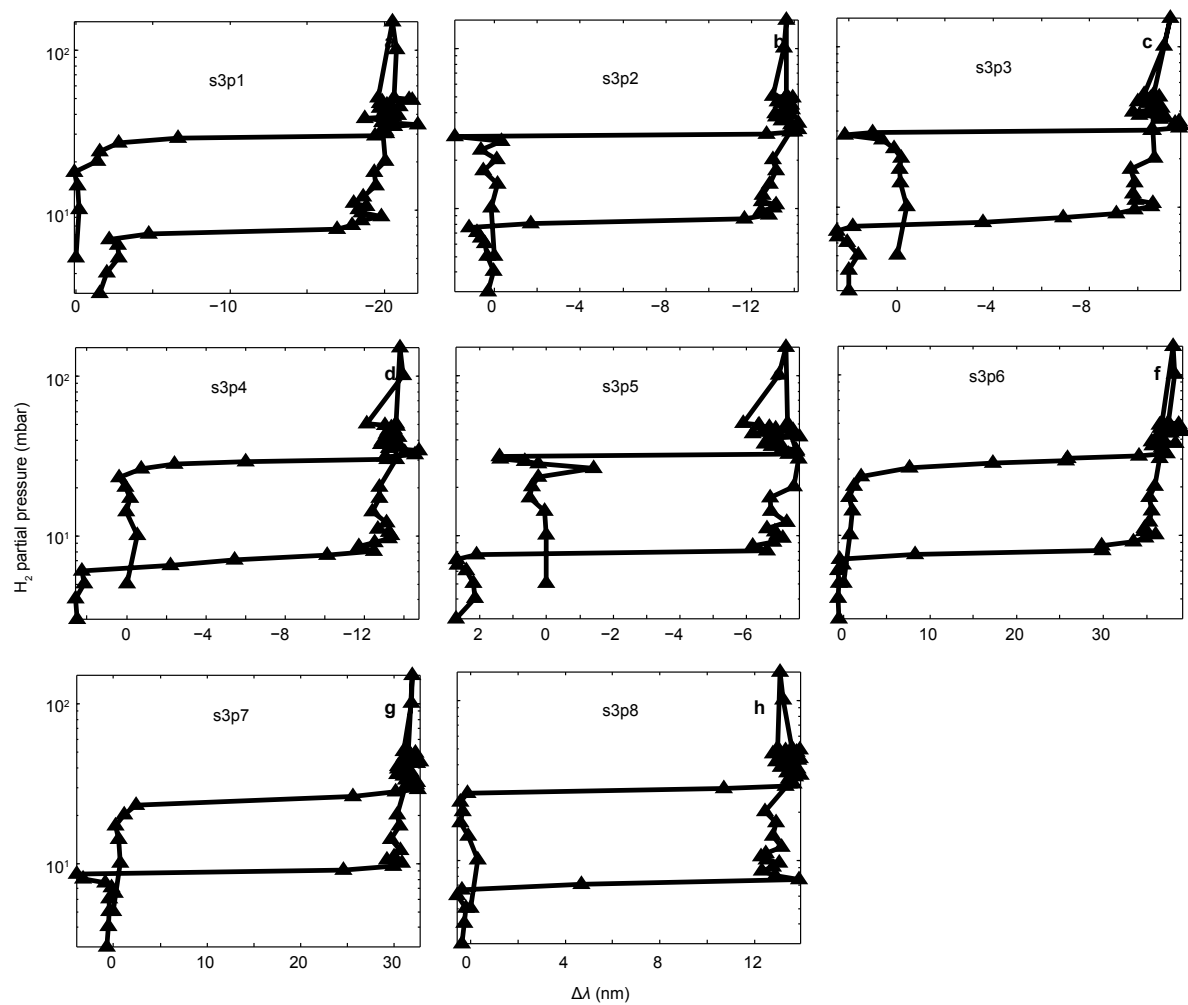 10²
10¹
s3p1
0 −10 −20
b
s3p2
0 −4 −8 −12
c
s3p3
0 −4 −8
H₂ partial pressure (mbar)
10²
10¹
d
s3p4
0 −4 −8 −12
s3p5
2 0 −2 −4 −6
f
s3p6
0 10 20 30
10²
10¹
g
s3p7
0 10 20 30
h
s3p8
0 4 8 12
Δλ (nm)